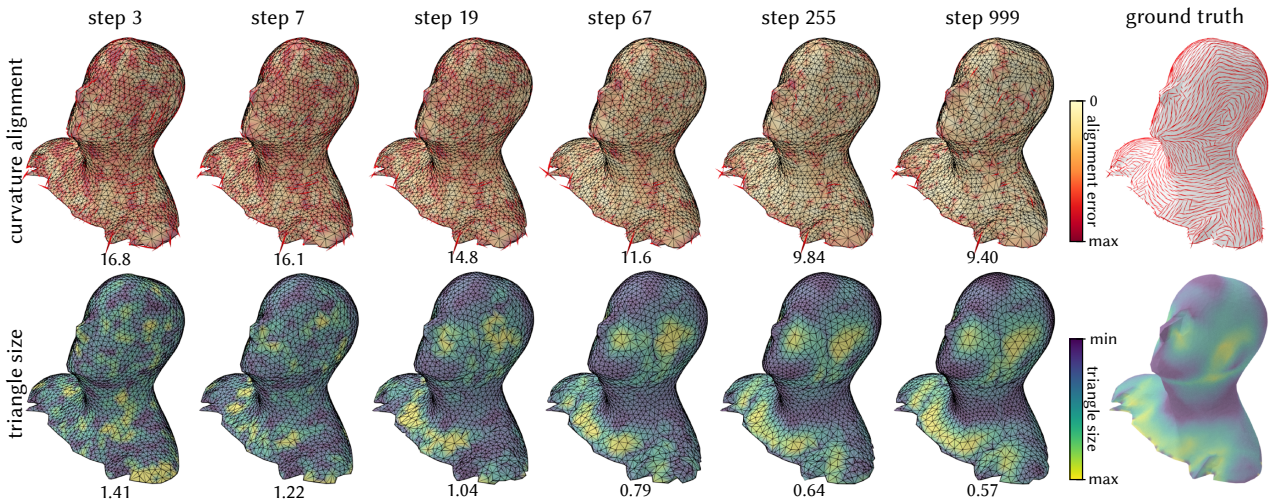 step 3 step 7 step 19 step 67 step 255 step 999 ground truth
curvature alignment
0
alignment error
max
16.8 16.1 14.8 11.6 9.84 9.40
triangle size
min
triangle size
max
1.41 1.22 1.04 0.79 0.64 0.57